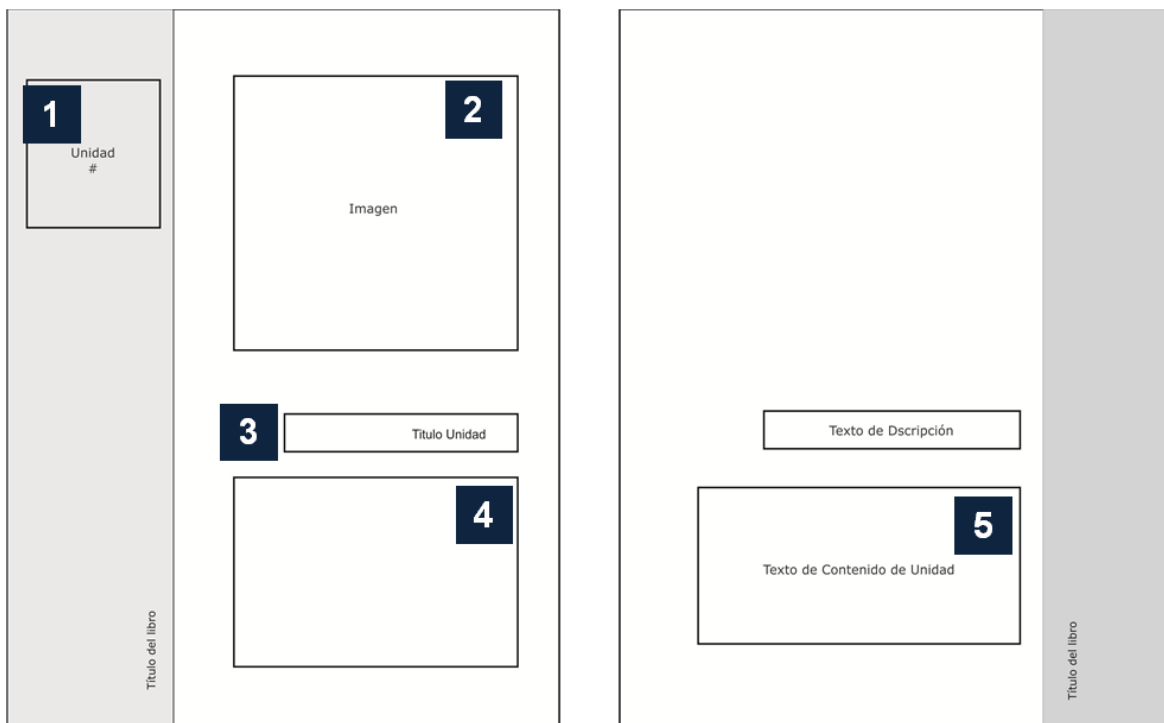 1
Unidad
#
2
Imagen
3
Titulo Unidad
4
Título del libro
Texto de Dscripción
5
Texto de Contenido de Unidad
Título del libro